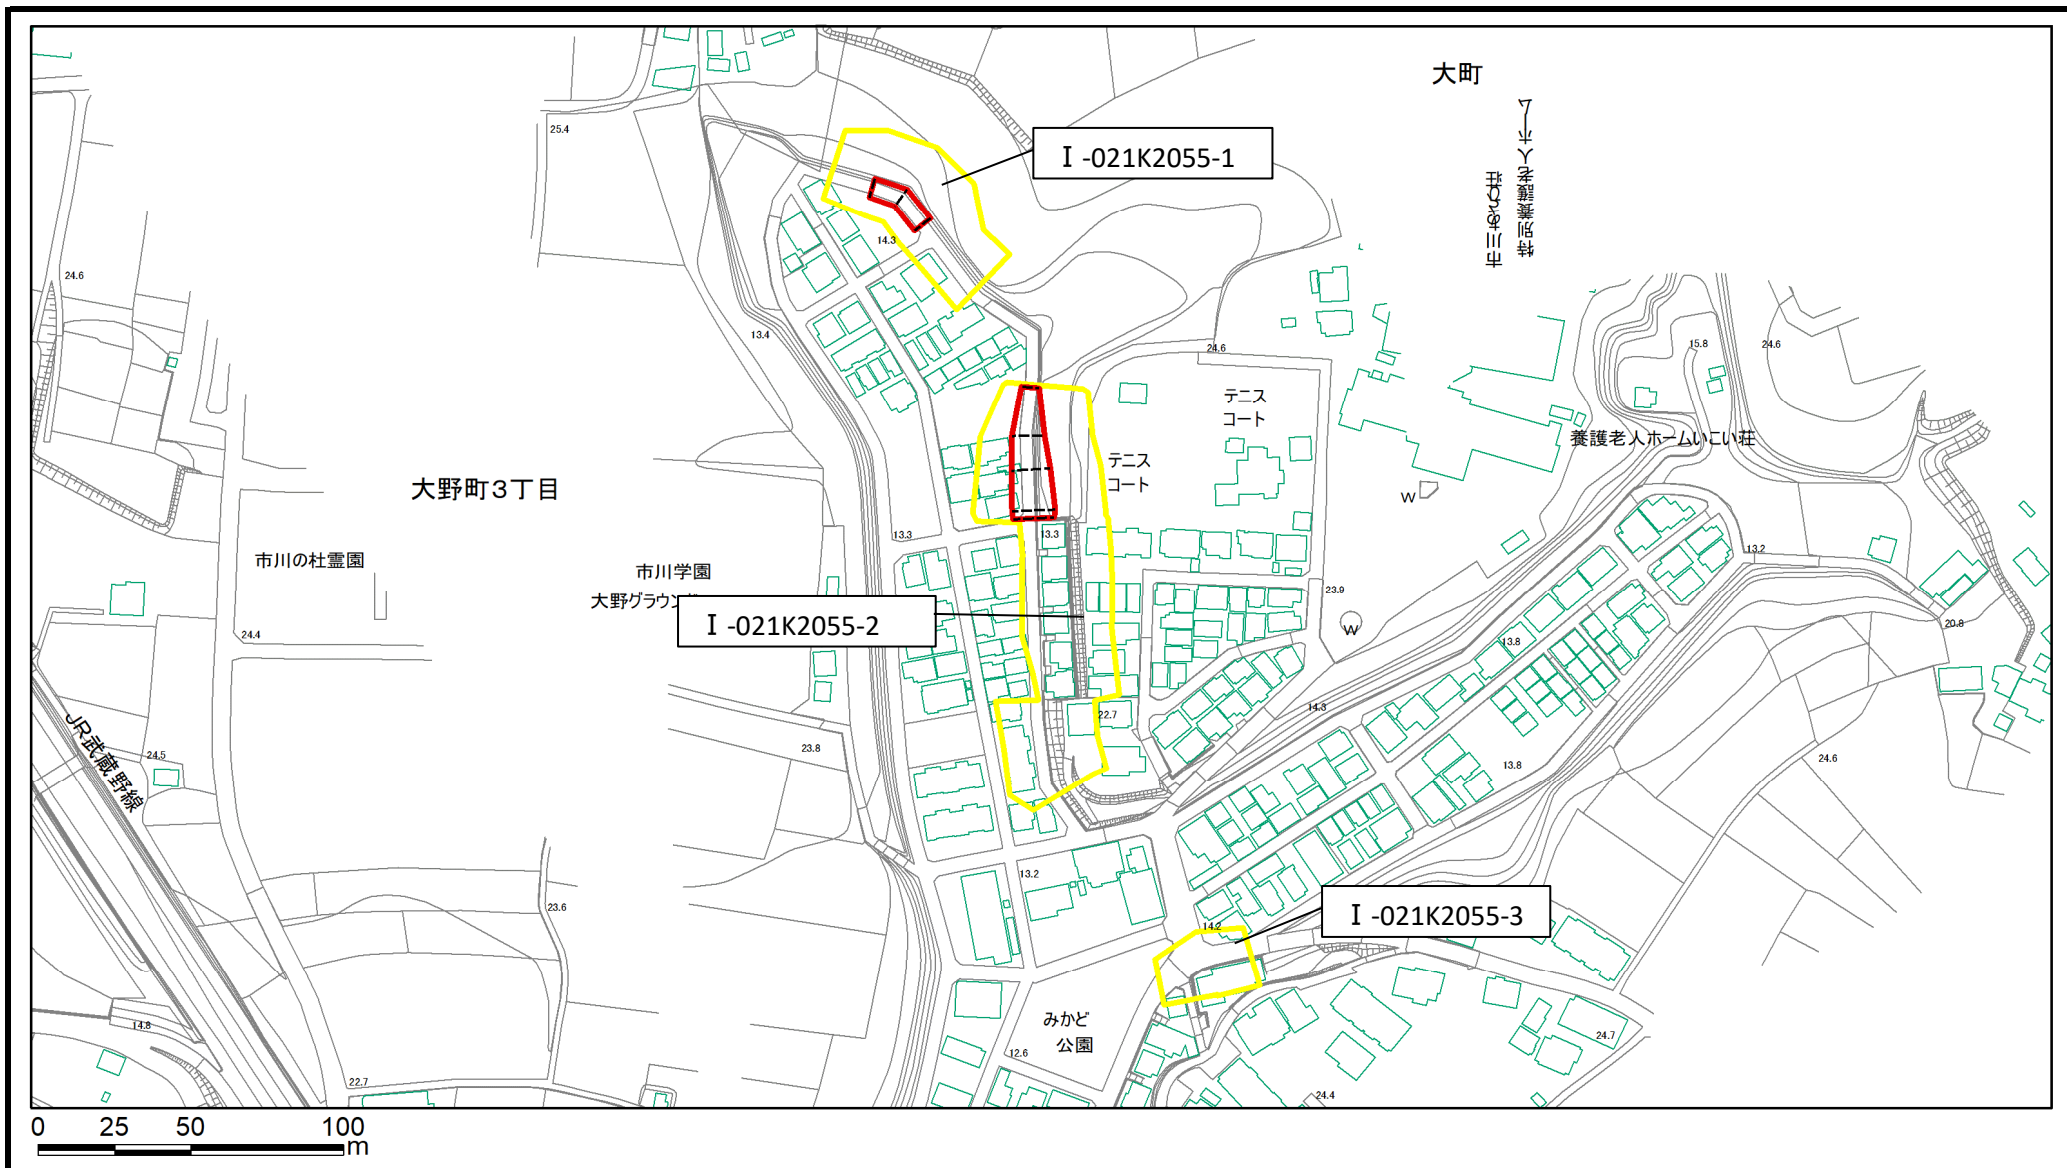 大町
特別養護老人ホーム
市川あさひ荘
25.4
Ⅰ-021K2055-1
14.3
24.6
13.4
24.6
15.8
24.6
テニス
コート
テニス
コート
養護老人ホームいこい荘
大野町3丁目
W
13.3
13.3
13.2
市川の杜霊園
市川学園
大野グラウンド
23.9
Ⅰ-021K2055-2
W
24.4
13.8
20.8
14.3
22.7
JR武蔵野線
24.5
23.8
13.8
24.6
13.2
23.6
Ⅰ-021K2055-3
14.2
みかど
公園
14.8
12.6
24.7
22.7
24.4
0 25 50 100
m